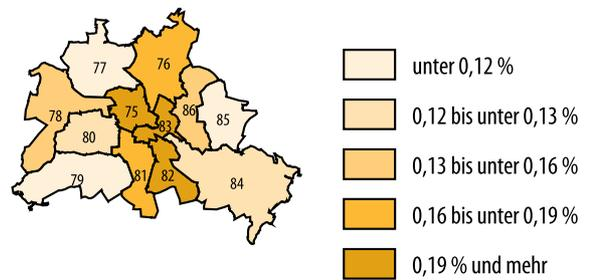 77
76
78
75
83
86
85
80
79
81
82
84
unter 0,12 %
0,12 bis unter 0,13 %
0,13 bis unter 0,16 %
0,16 bis unter 0,19 %
0,19 % und mehr